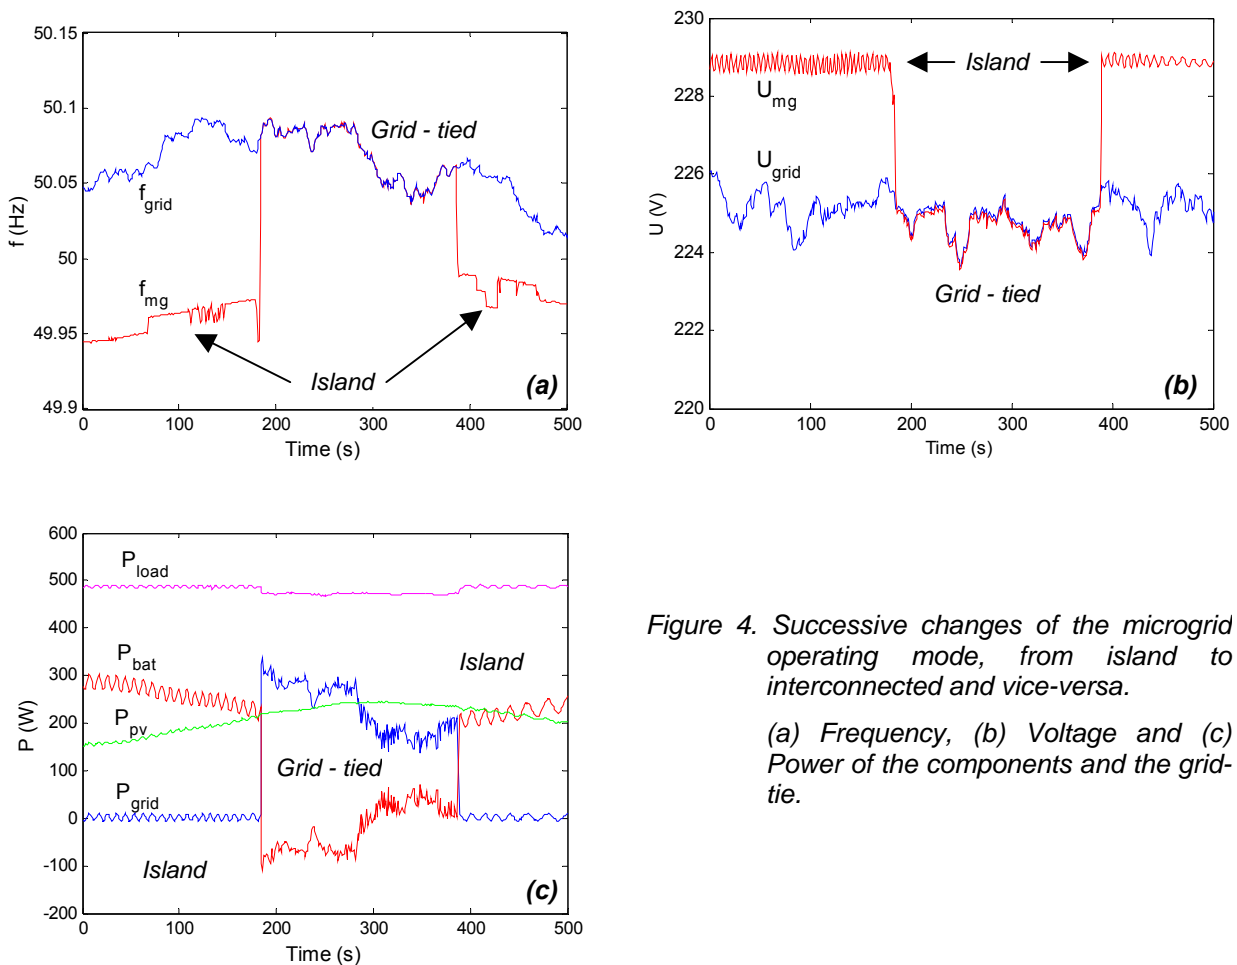 50.15
50.1
50.05
50
49.95
49.9
f (Hz)
Grid - tied
f_grid
f_mg
Island
(a)
0 100 200 300 400 500
Time (s)
230
228
226
224
222
220
U (V)
Island
U_mg
U_grid
Grid - tied
(b)
0 100 200 300 400 500
Time (s)
600
500
400
300
200
100
0
-100
-200
P (W)
P_load
P_bat
Island
P_pv
Grid - tied
P_grid
Island
(c)
0 100 200 300 400 500
Time (s)
Figure 4. Successive changes of the microgrid
operating mode, from island to
interconnected and vice-versa.
(a) Frequency, (b) Voltage and (c)
Power of the components and the grid-
tie.